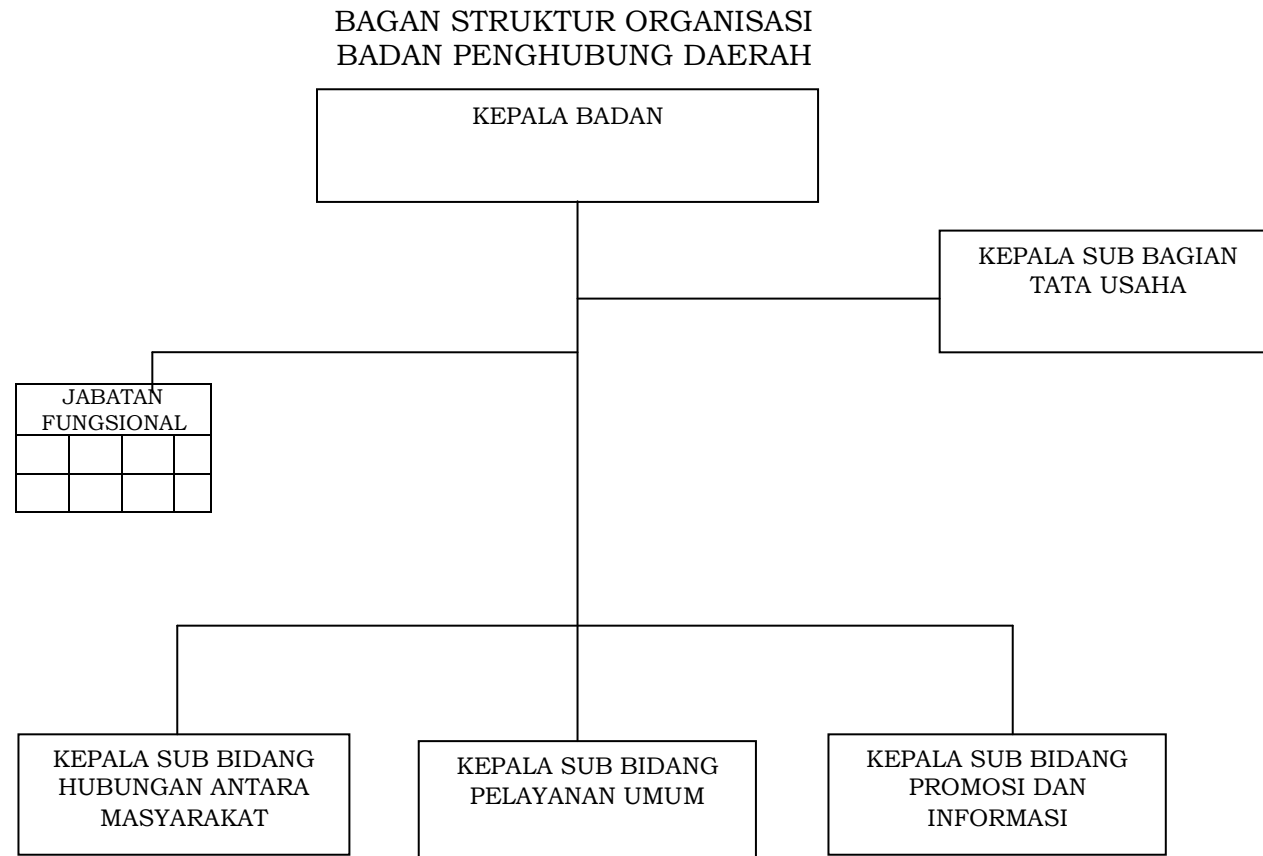 BAGAN STRUKTUR ORGANISASI
BADAN PENGHUBUNG DAERAH
KEPALA BADAN
KEPALA SUB BAGIAN
TATA USAHA
JABATAN
FUNGSIONAL
KEPALA SUB BIDANG
HUBUNGAN ANTARA
MASYARAKAT
KEPALA SUB BIDANG
PELAYANAN UMUM
KEPALA SUB BIDANG
PROMOSI DAN
INFORMASI